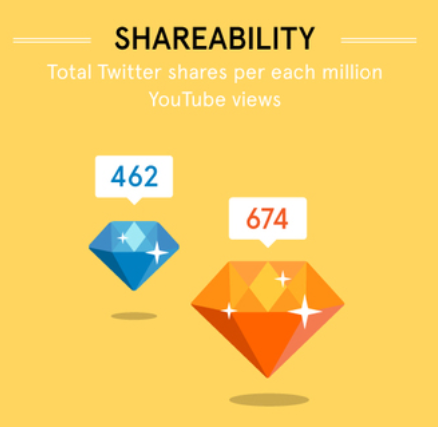 SHAREABILITY
Total Twitter shares per each million
YouTube views
462
674